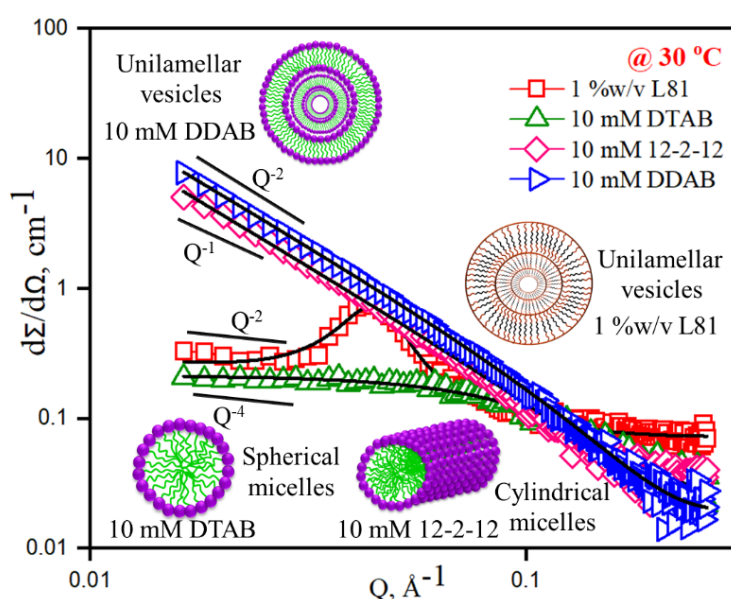 100
10
1
0.1
0.01
dΣ/dΩ, cm⁻¹
@ 30 ºC
1 %w/v L81
10 mM DTAB
10 mM 12-2-12
10 mM DDAB
Unilamellar
vesicles
10 mM DDAB
Q⁻²
Q⁻¹
Unilamellar
vesicles
1 %w/v L81
Q⁻²
Q⁻⁴
Spherical
micelles
10 mM DTAB
Cylindrical
micelles
10 mM 12-2-12
0.01
0.1
Q, Å⁻¹